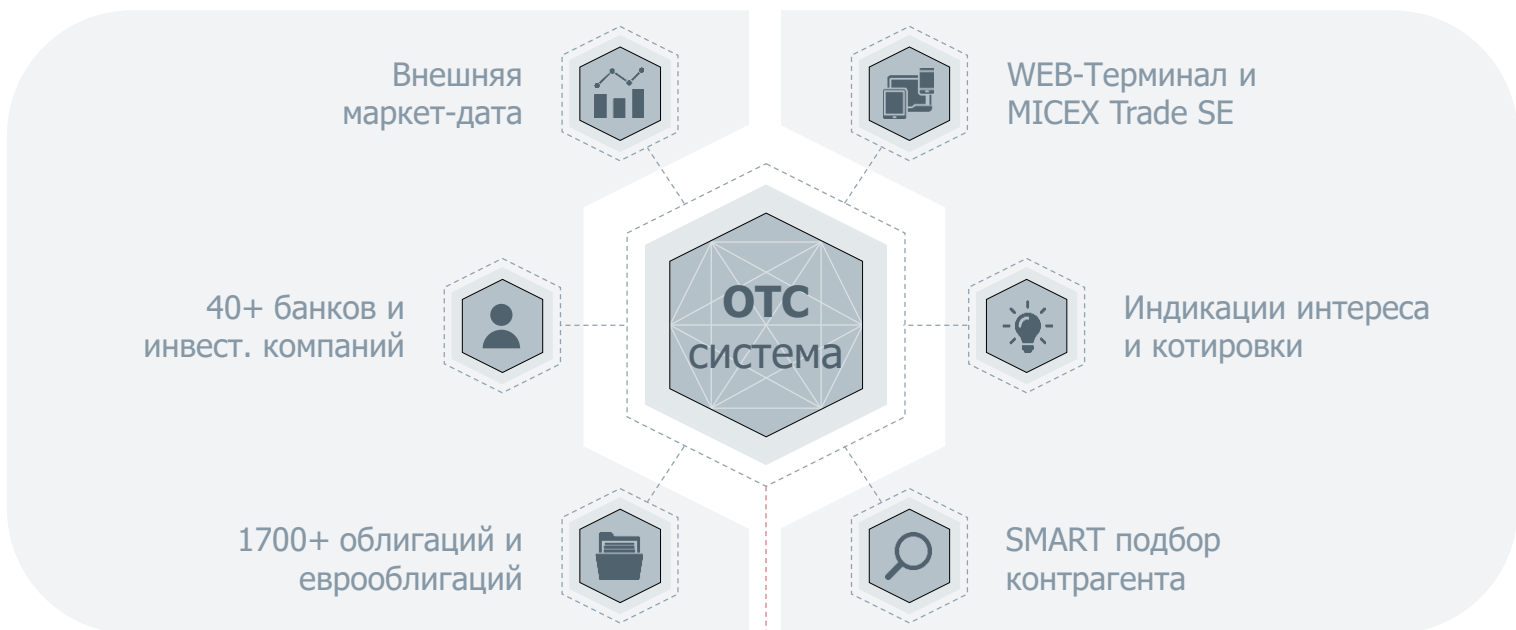 Внешняя
маркет-дата
WEB-Терминал и
MICEX Trade SE
40+ банков и
инвест. компаний
OTC
система
Индикации интереса
и котировки
1700+ облигаций и
еврооблигаций
SMART подбор
контрагента